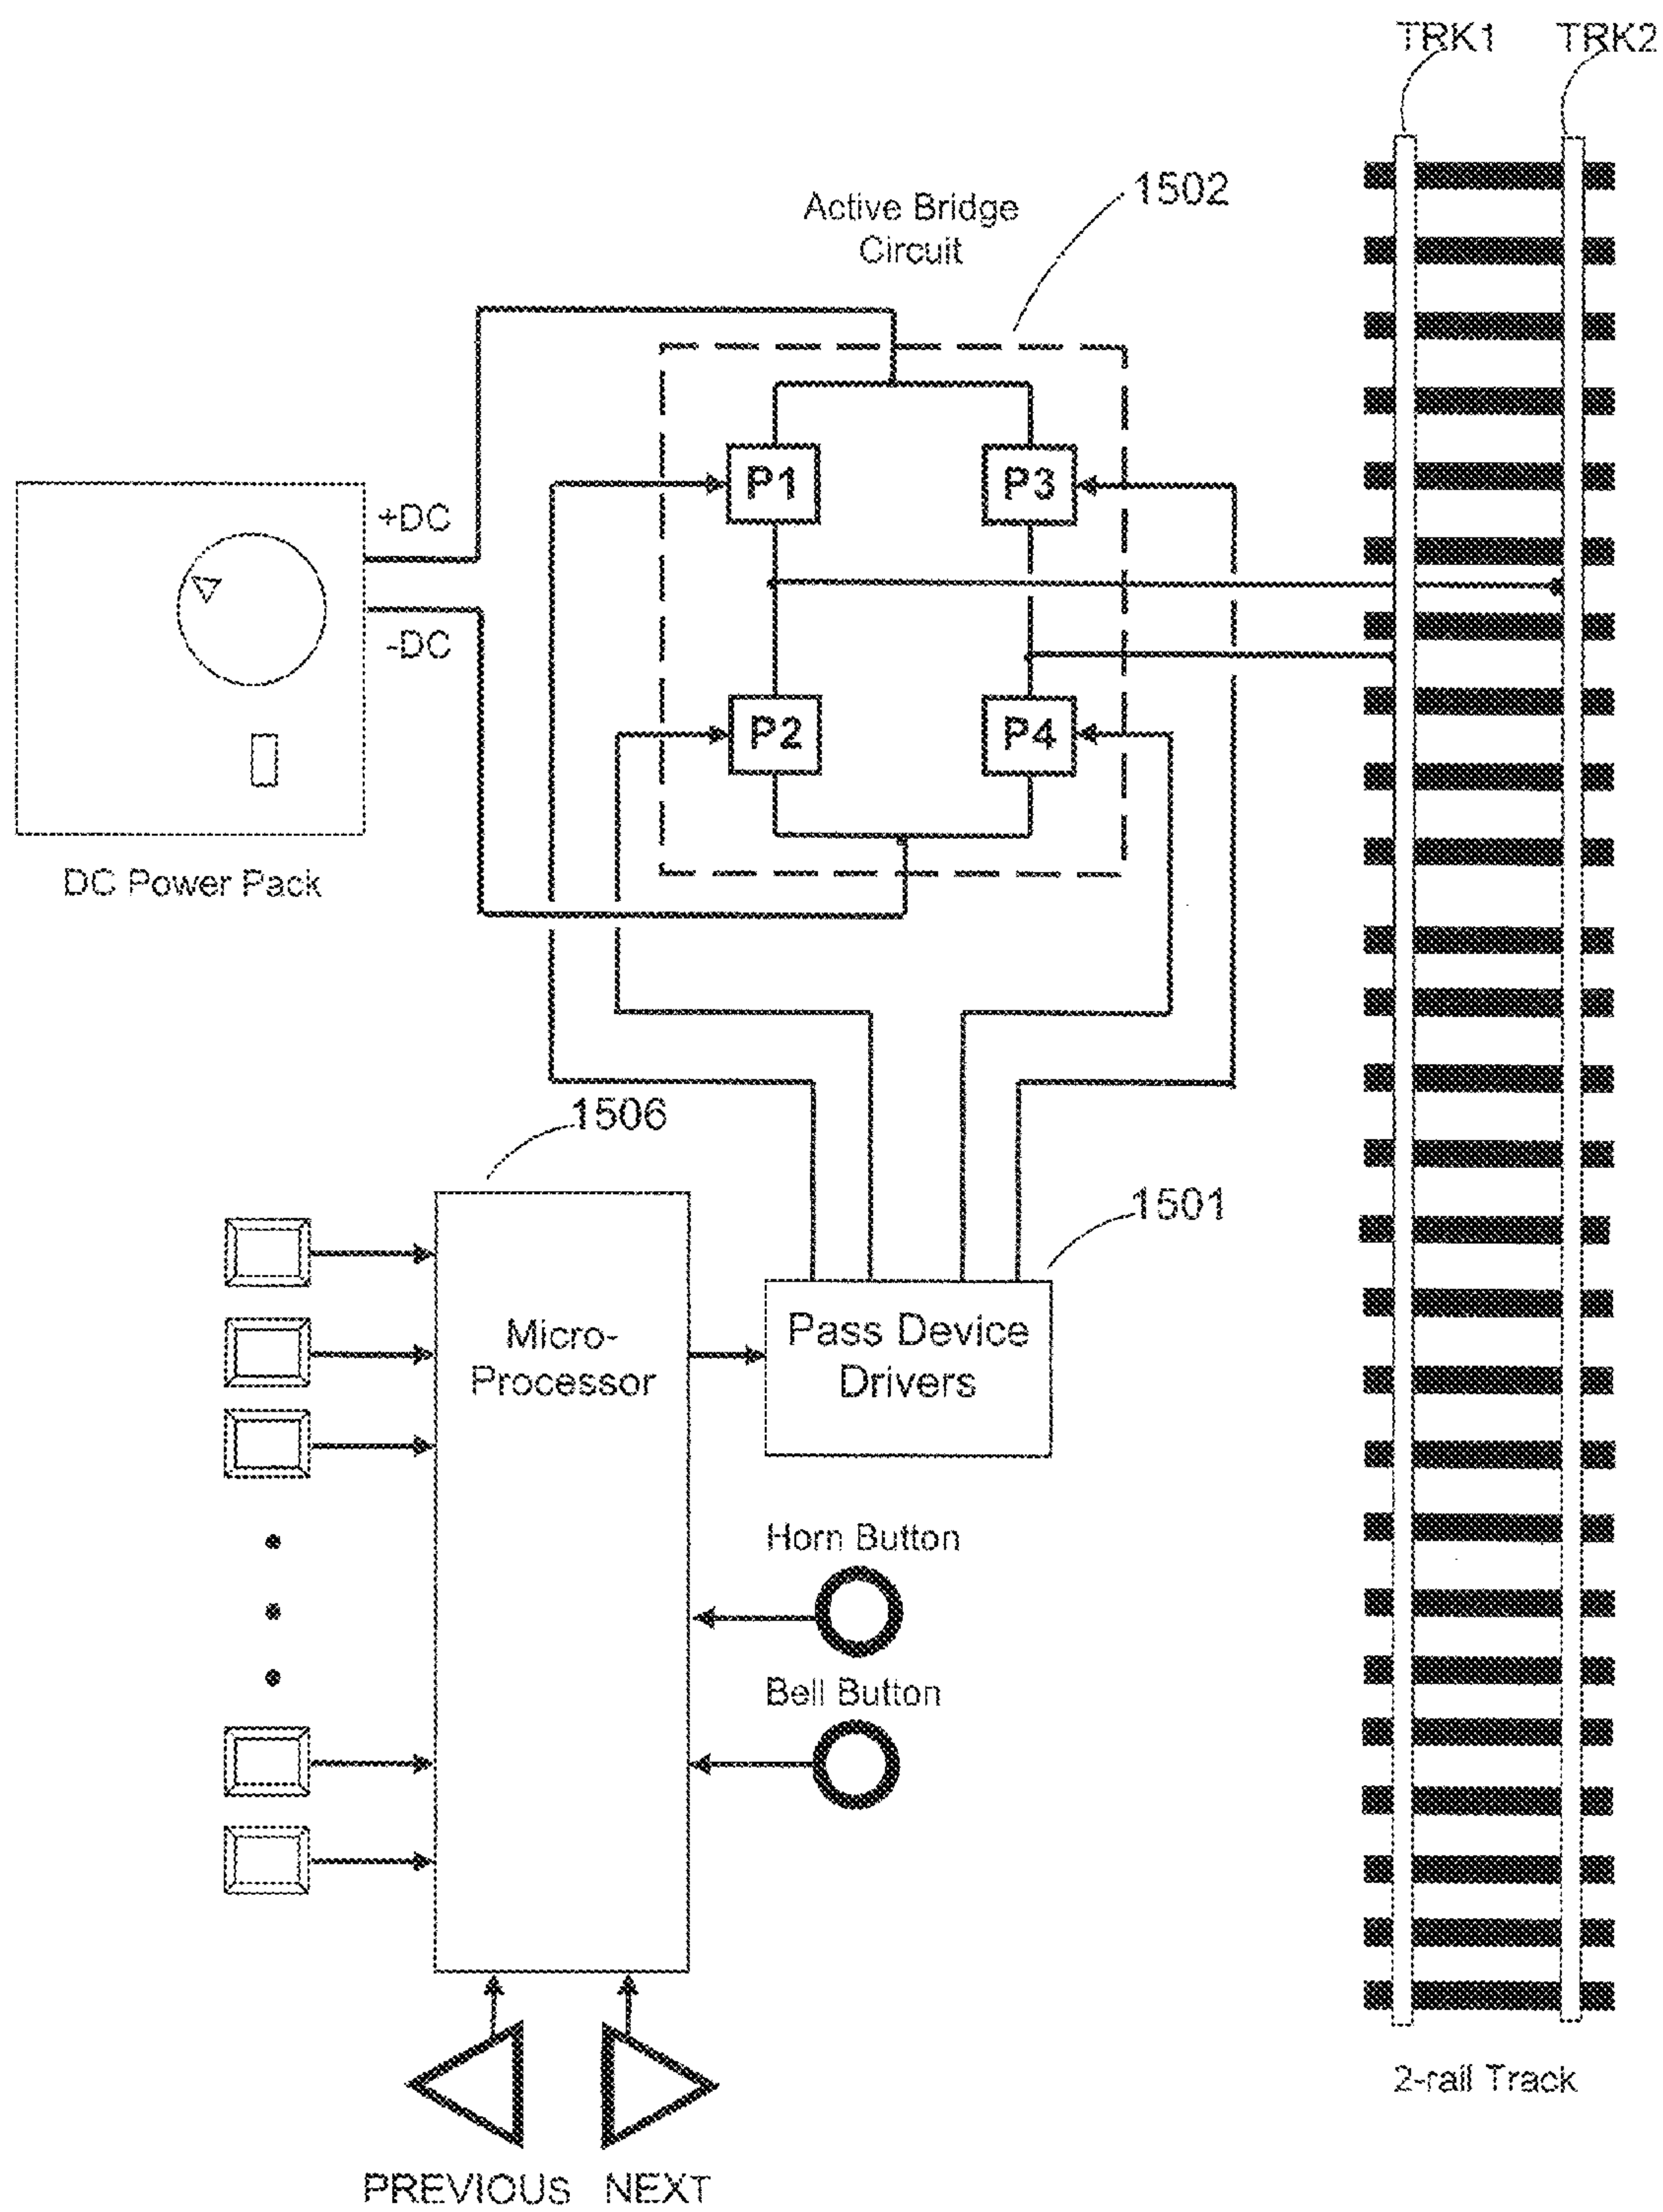 TRK1 TRK2
1502
Active Bridge
Circuit
P1 P3
+DC
-DC
P2 P4
DC Power Pack
1506
1501
Micro-
Processor
Pass Device
Drivers
Horn Button
Bell Button
2-rail Track
PREVIOUS NEXT